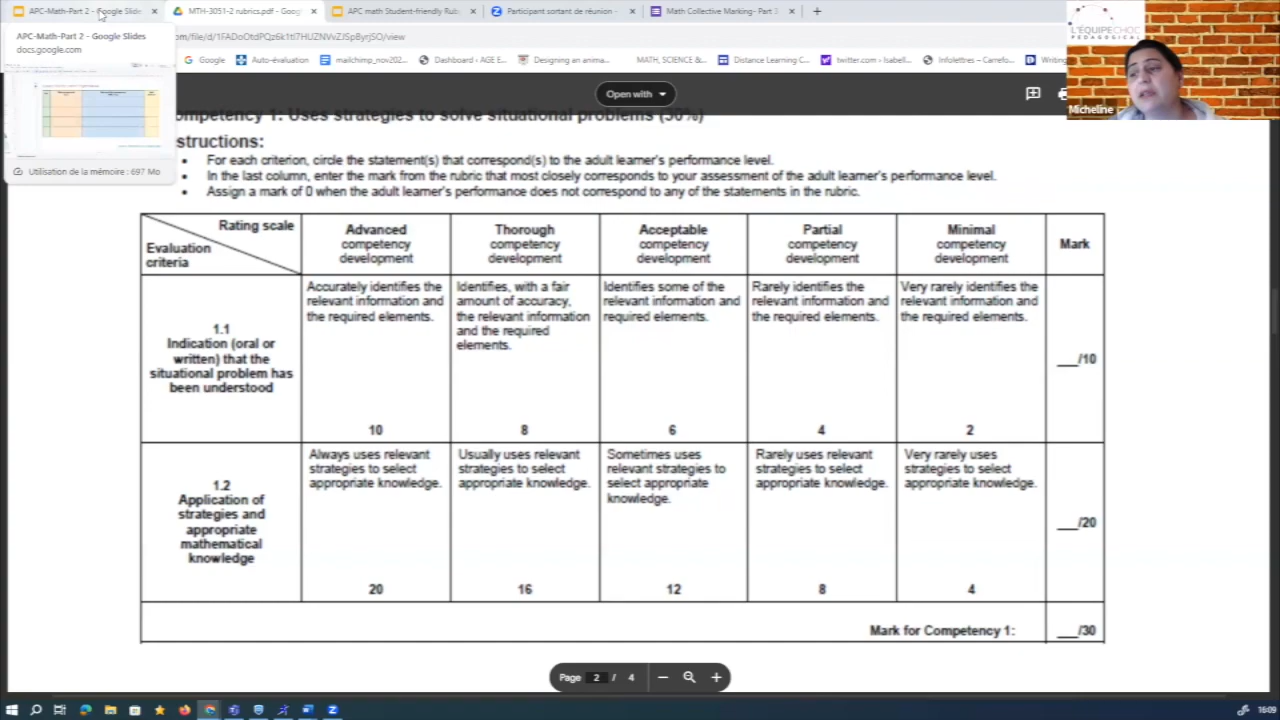 APC-Math-Part 2 - Google Slide
MTH-3051-2 rubrics.pdf - Goog
APC math Student-friendly Rub
Participant sortant de réunion -
Math Collective Marking- Part 3
APC-Math-Part 2 - Google Slides
docs.google.com
Utilisation de la mémoire : 697 Mo
Google
Auto-évaluation
mailchimp_nov202...
Dashboard ‹ AGE E...
Designing an anima...
MATH, SCIENCE &...
Distance Learning C...
twitter.com › Isabell...
Infolettres – Carrefo...
Writing
L'ÉQUIPECHOC
PEDAGOGICAL
Micheline
Open with
ompetency 1: Uses strategies to solve situational problems (30%)
structions:
• For each criterion, circle the statement(s) that correspond(s) to the adult learner's performance level.
• In the last column, enter the mark from the rubric that most closely corresponds to your assessment of the adult learner's performance level.
• Assign a mark of 0 when the adult learner's performance does not correspond to any of the statements in the rubric.
Rating scale
Evaluation
criteria
Advanced
competency
development
Thorough
competency
development
Acceptable
competency
development
Partial
competency
development
Minimal
competency
development
Mark
1.1
Indication (oral or
written) that the
situational problem has
been understood
Accurately identifies the
relevant information and
the required elements.
10
Identifies, with a fair
amount of accuracy,
the relevant information
and the required
elements.
8
Identifies some of the
relevant information and
required elements.
6
Rarely identifies the
relevant information and
the required elements.
4
Very rarely identifies the
relevant information and
the required elements.
2
___/10
1.2
Application of
strategies and
appropriate
mathematical
knowledge
Always uses relevant
strategies to select
appropriate knowledge.
20
Usually uses relevant
strategies to select
appropriate knowledge.
16
Sometimes uses
relevant strategies to
select appropriate
knowledge.
12
Rarely uses relevant
strategies to select
appropriate knowledge.
8
Very rarely uses
strategies to select
appropriate knowledge.
4
___/20
Mark for Competency 1:
___/30
Page 2 / 4
16:09